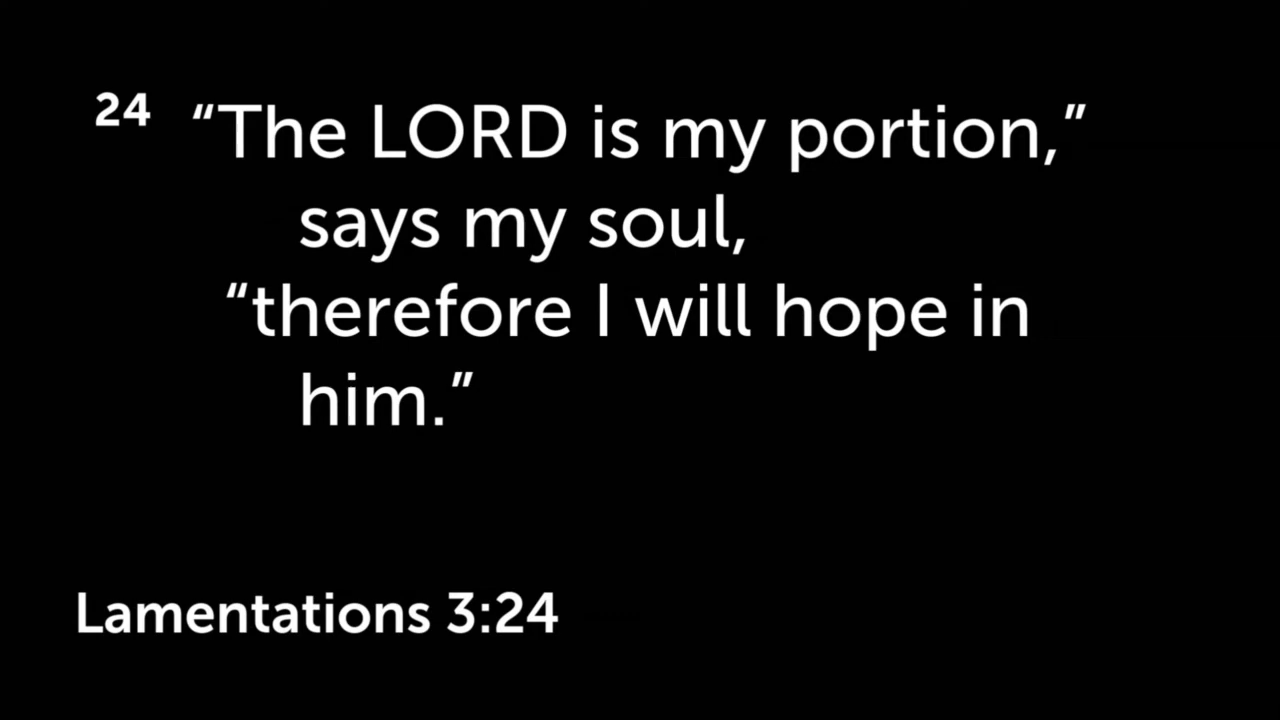 24 “The LORD is my portion,”
says my soul,
“therefore I will hope in
him.”
Lamentations 3:24